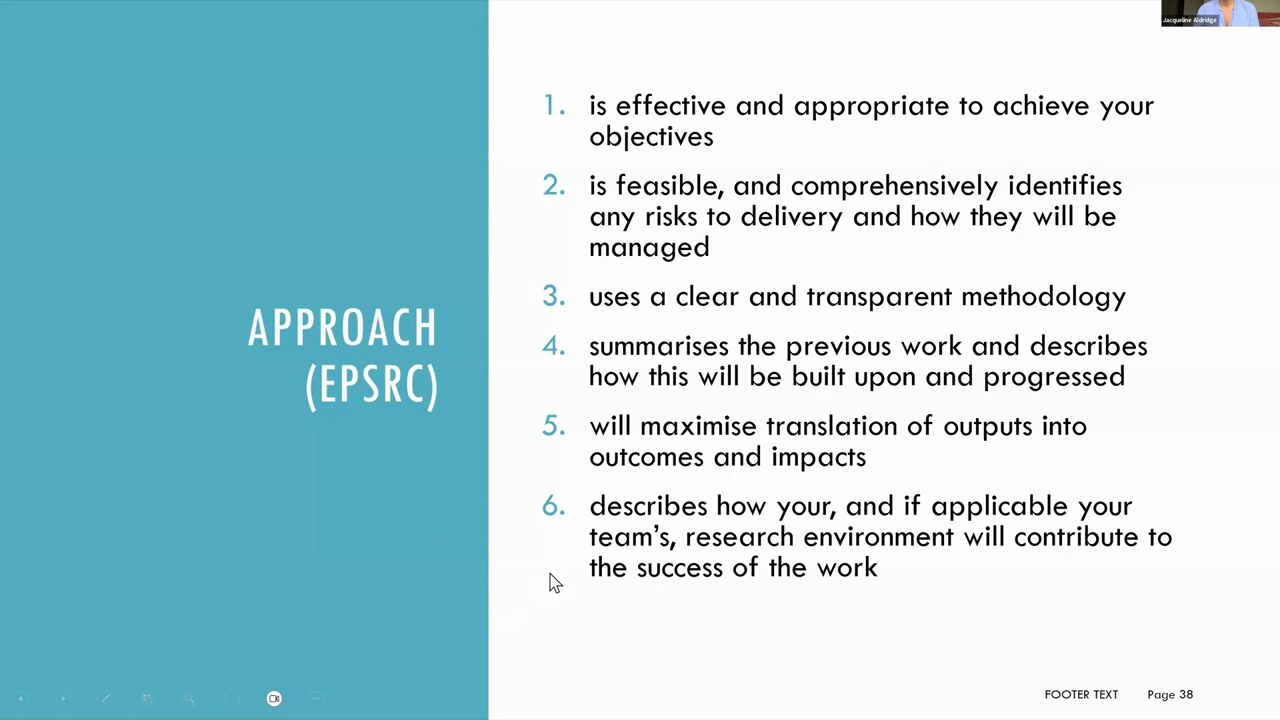 Jacqueline Aldridge
APPROACH
(EPSRC)
1. is effective and appropriate to achieve your
objectives
2. is feasible, and comprehensively identifies
any risks to delivery and how they will be
managed
3. uses a clear and transparent methodology
4. summarises the previous work and describes
how this will be built upon and progressed
5. will maximise translation of outputs into
outcomes and impacts
6. describes how your, and if applicable your
team’s, research environment will contribute to
the success of the work
FOOTER TEXT Page 38